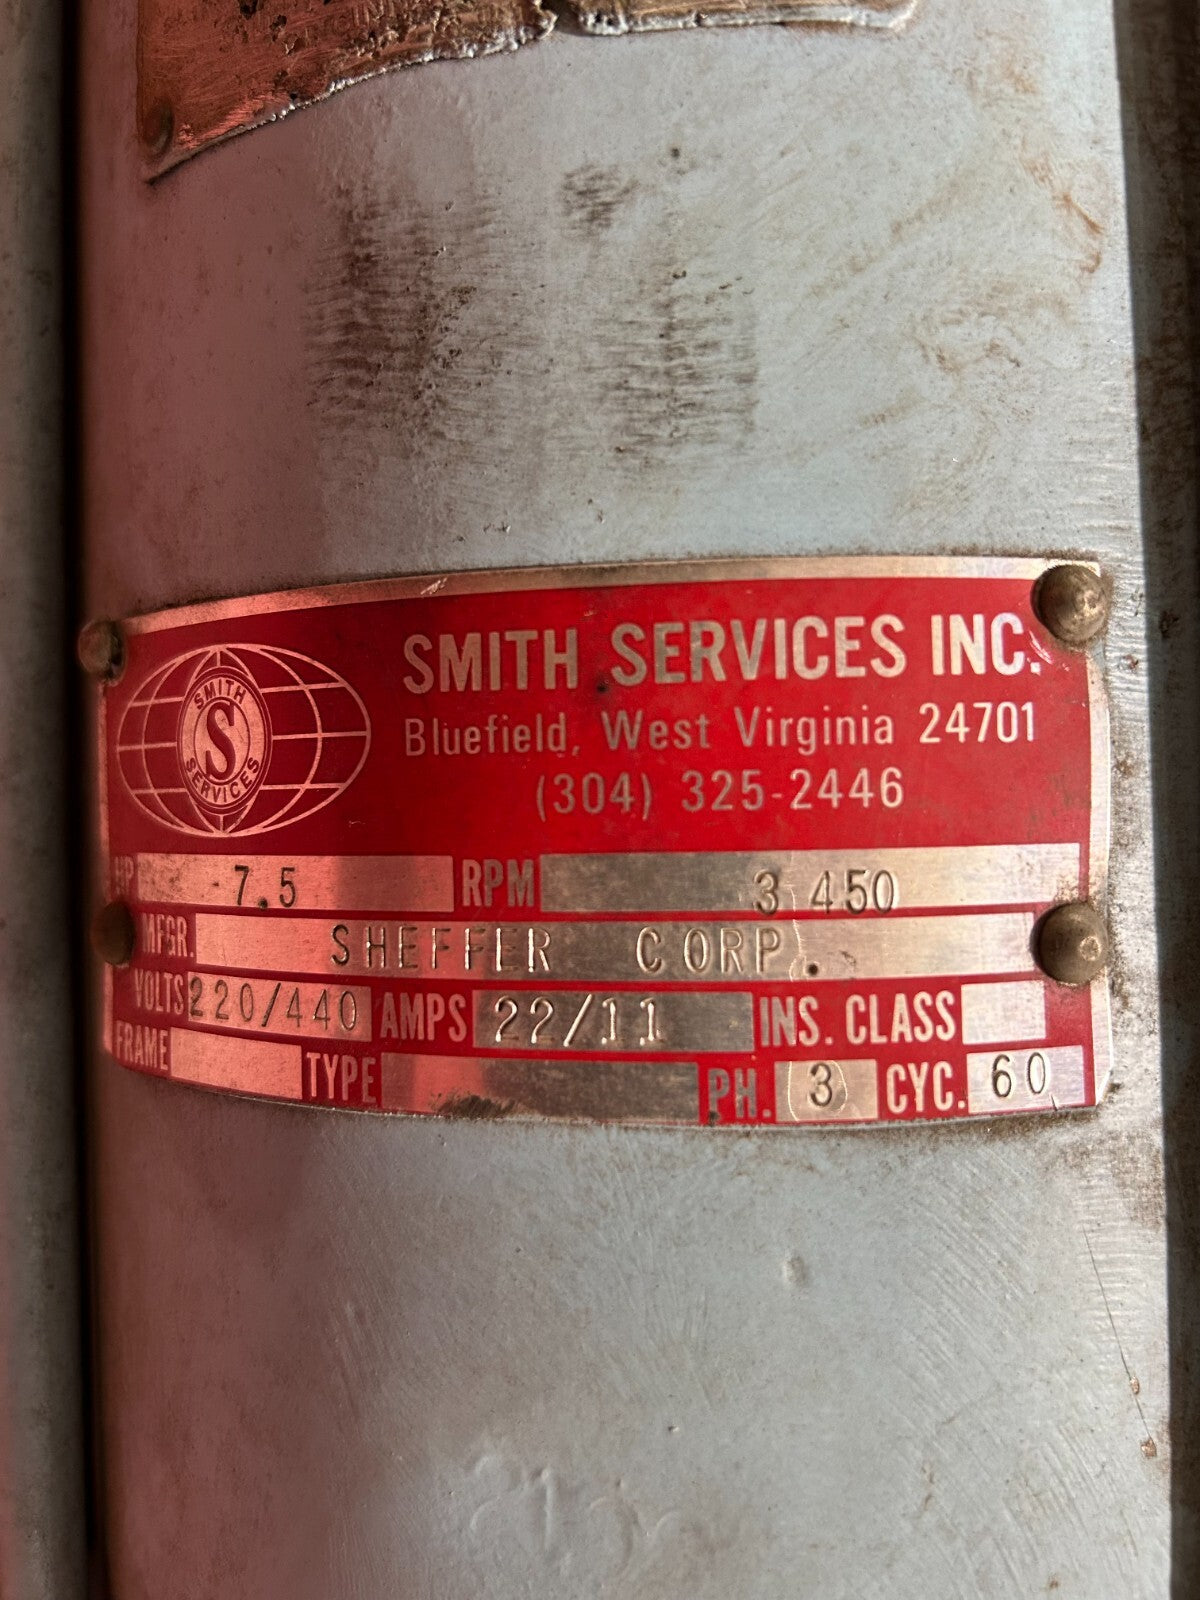 SMITH SERVICES INC.
Bluefield, West Virginia 24701
(304) 325-2446
SMITH
S
SERVICES
HP 7.5 RPM 3 450
MFGR. SHEFFER CORP.
VOLTS 220/440 AMPS 22/11 INS. CLASS
FRAME TYPE PH. 3 CYC. 60